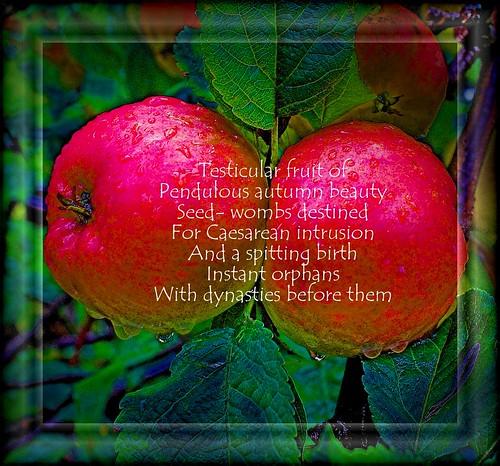 Testicular fruit of
Pendulous autumn beauty
Seed- wombs destined
For Caesarean intrusion
And a spitting birth
Instant orphans
With dynasties before them